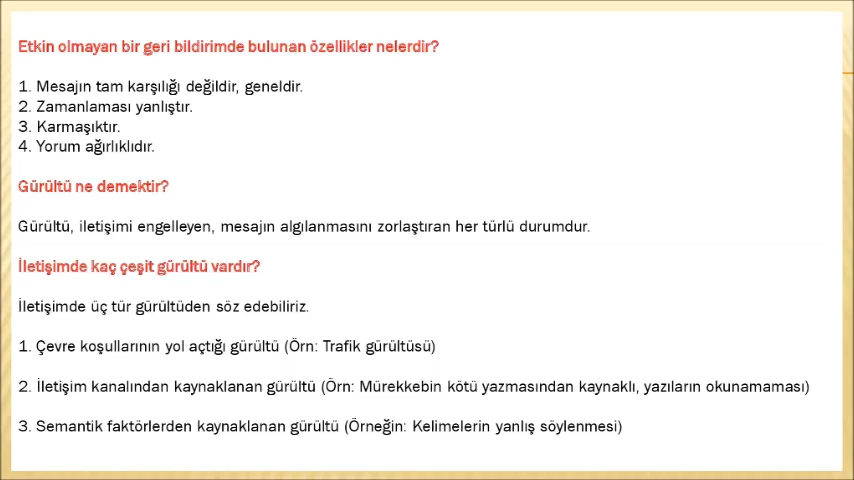 Etkin olmayan bir geri bildirimde bulunan özellikler nelerdir?
1. Mesajın tam karşılığı değildir, geneldir.
2. Zamanlaması yanlıştır.
3. Karmaşıktır.
4. Yorum ağırlıklıdır.
Gürültü ne demektir?
Gürültü, iletişimi engelleyen, mesajın algılanmasını zorlaştıran her türlü durumdur.
İletişimde kaç çeşit gürültü vardır?
İletişimde üç tür gürültüden söz edebiliriz.
1. Çevre koşullarının yol açtığı gürültü (Örn: Trafik gürültüsü)
2. İletişim kanalından kaynaklanan gürültü (Örn: Mürekkebin kötü yazmasından kaynaklı, yazıların okunamaması)
3. Semantik faktörlerden kaynaklanan gürültü (Örneğin: Kelimelerin yanlış söylenmesi)